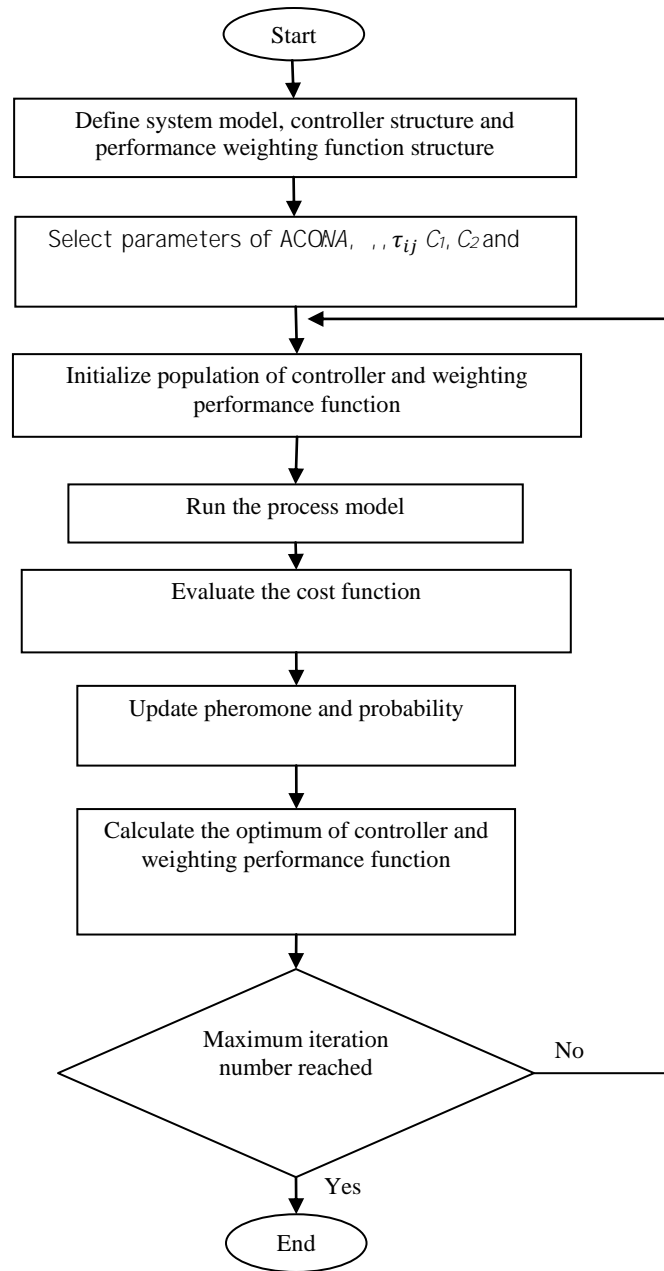 Start
Define system model, controller structure and
performance weighting function structure
Select parameters of ACO NA, , , τij C1, C2 and
Initialize population of controller and weighting
performance function
Run the process model
Evaluate the cost function
Update pheromone and probability
Calculate the optimum of controller and
weighting performance function
Maximum iteration
number reached
No
Yes
End